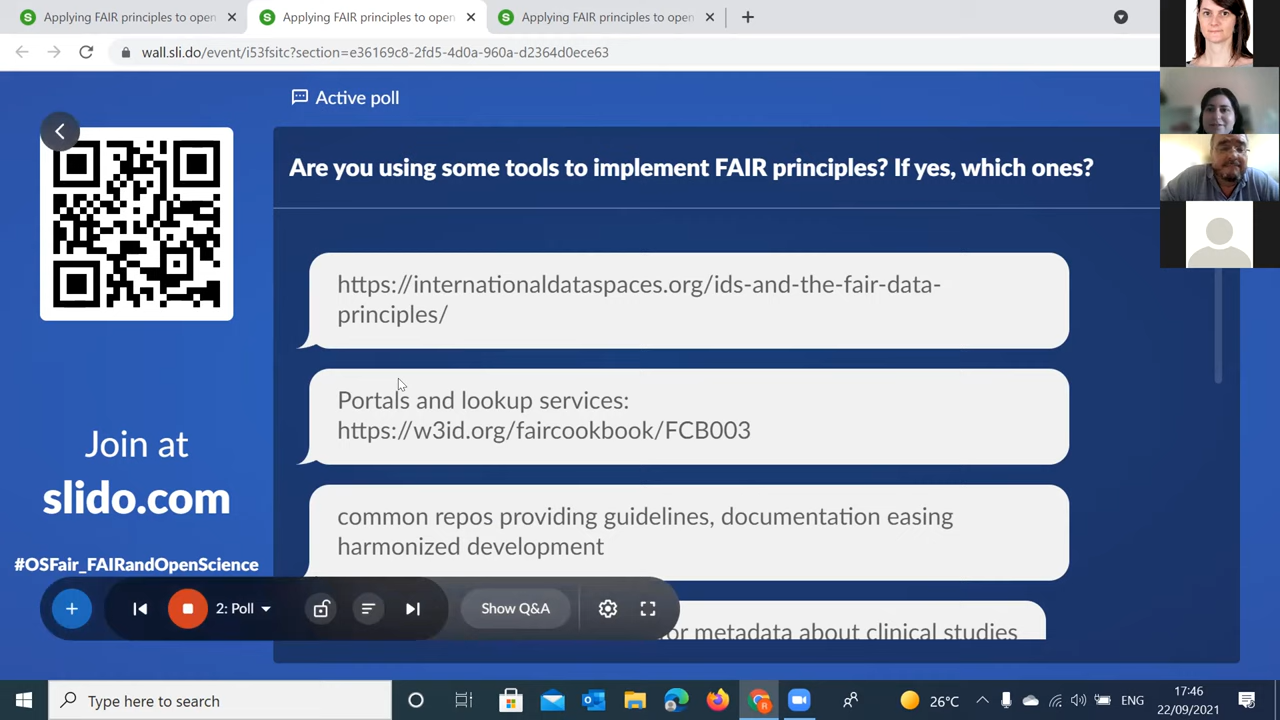 Applying FAIR principles to open
Applying FAIR principles to open
Applying FAIR principles to open
wall.sli.do/event/i53fsitc?section=e36169c8-2fd5-4d0a-960a-d2364d0ece63
Active poll
Are you using some tools to implement FAIR principles? If yes, which ones?
https://internationaldataspaces.org/ids-and-the-fair-data-
principles/
Portals and lookup services:
https://w3id.org/faircookbook/FCB003
common repos providing guidelines, documentation easing
harmonized development
or metadata about clinical studies
Join at
slido.com
#OSFair_FAIRandOpenScience
2: Poll
Show Q&A
Type here to search
26°C
ENG
17:46
22/09/2021